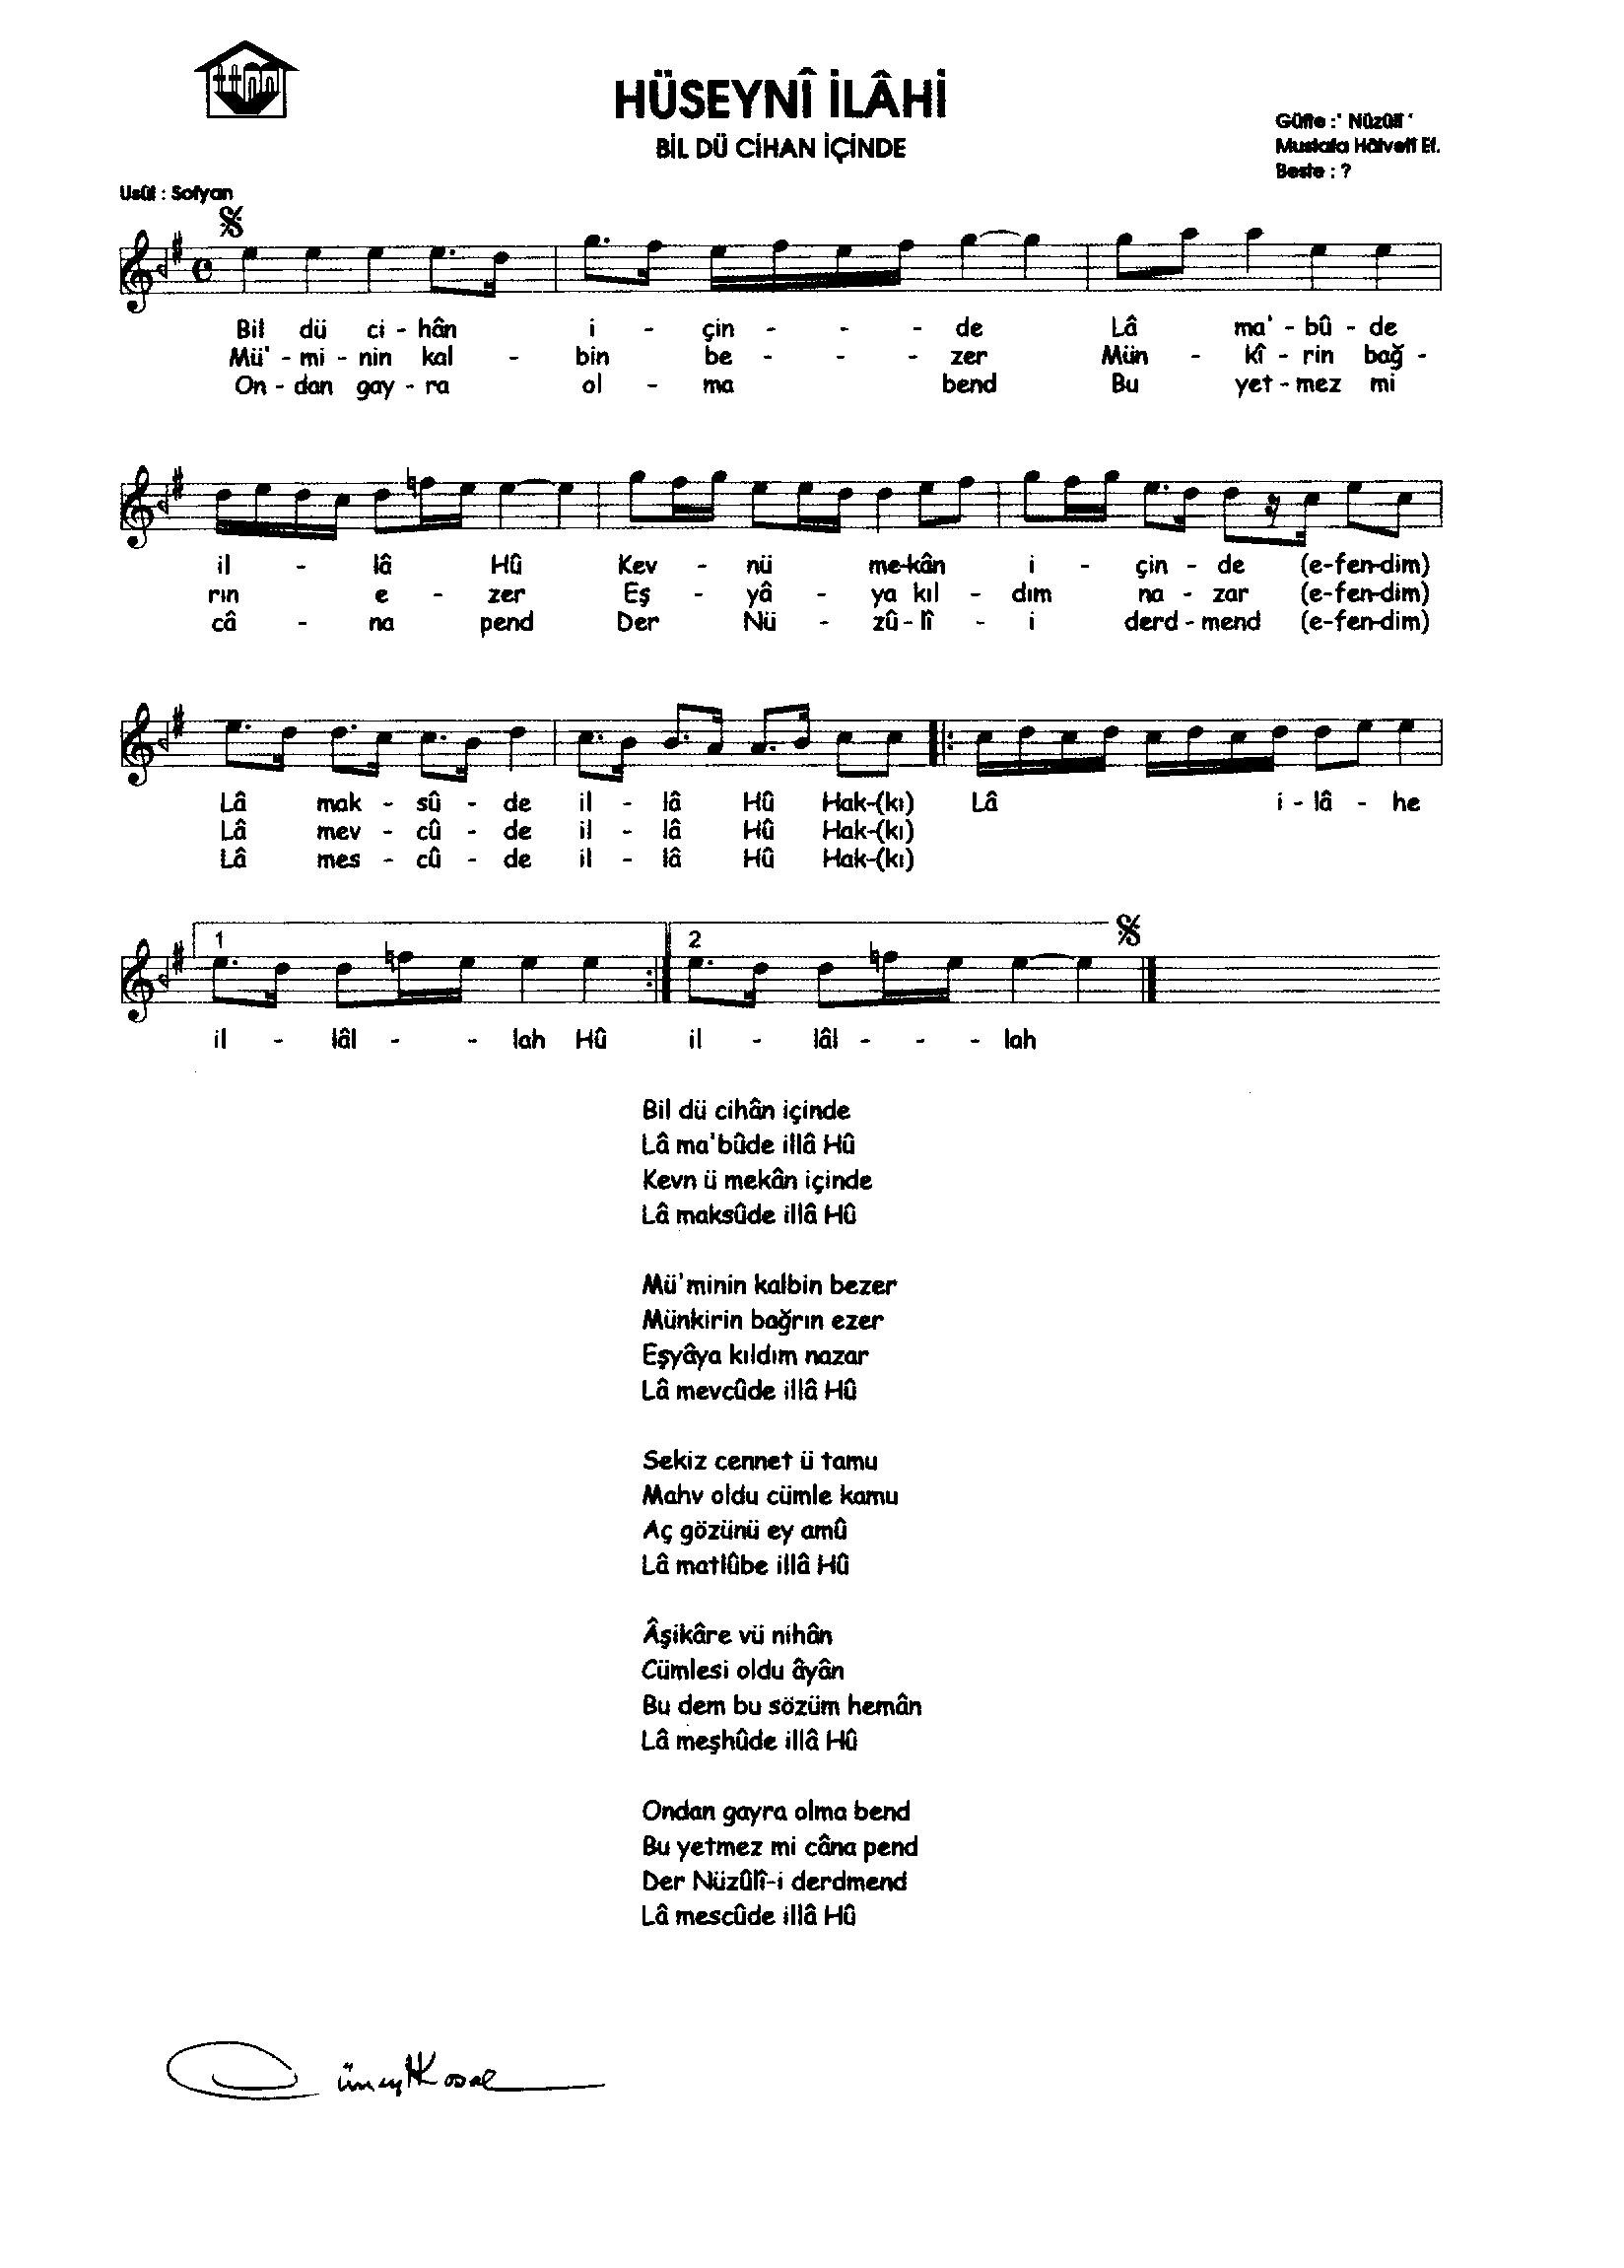 HÜSEYNÎ İLÂHİ
BİL DÜ CİHAN İÇİNDE
Güfte :' Nüzûlî '
Mustafa Hâlvetî Ef.
Beste : ?
Usûl : Sofyan
Bil dü ci - hân i - çin - - - de Lâ ma' - bû - de
Mü' - mi - nin kal - bin be - - - zer Mün - kî - rin bağ -
On - dan gay - ra ol - ma bend Bu yet - mez mi
il - lâ Hû Kev - nü me-kân i - çin - de (e-fen-dim)
rın e - zer Eş - yâ - ya kıl - dım na - zar (e-fen-dim)
câ - na pend Der Nü - zû - lî - i derd - mend (e-fen-dim)
Lâ mak - sû - de il - lâ Hû Hak-(kı) Lâ i - lâ - he
Lâ mev - cû - de il - lâ Hû Hak-(kı)
Lâ mes - cû - de il - lâ Hû Hak-(kı)
1 2
il - lâl - - lah Hû il - lâl - - - lah
Bil dü cihân içinde
Lâ ma'bûde illâ Hû
Kevn ü mekân içinde
Lâ maksûde illâ Hû
Mü'minin kalbin bezer
Münkirin bağrın ezer
Eşyâya kıldım nazar
Lâ mevcûde illâ Hû
Sekiz cennet ü tamu
Mahv oldu cümle kamu
Aç gözünü ey amû
Lâ matlûbe illâ Hû
Âşikâre vü nihân
Cümlesi oldu âyân
Bu dem bu sözüm hemân
Lâ meşhûde illâ Hû
Ondan gayra olma bend
Bu yetmez mi câna pend
Der Nüzûlî-i derdmend
Lâ mescûde illâ Hû
Cüneyt Kosal